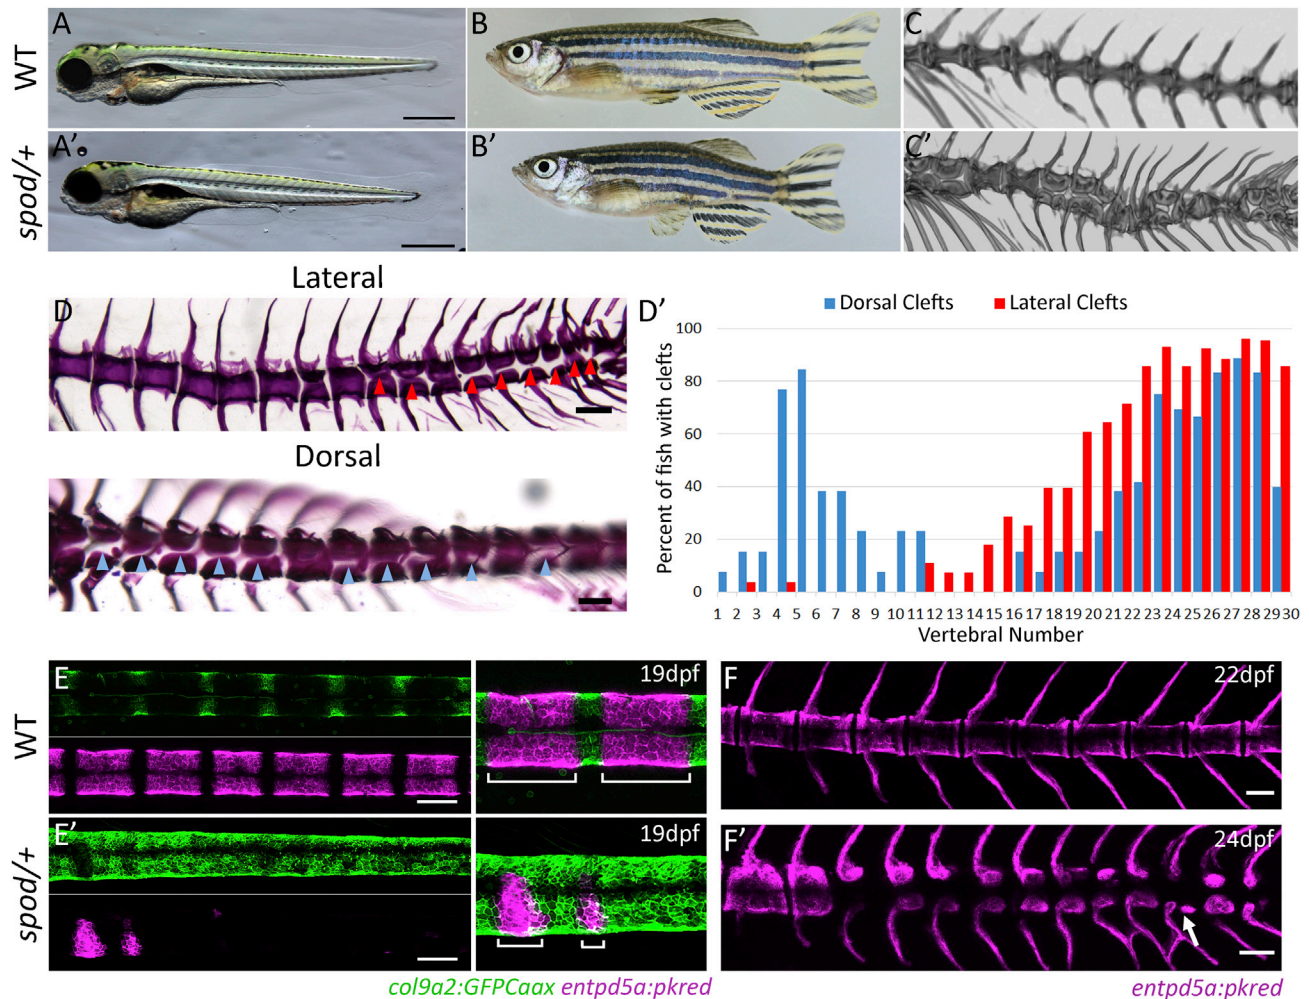 WT
A
B
C
spod/+
A'
B'
C'
Lateral
D
Dorsal
D'
Dorsal Clefts
Lateral Clefts
Percent of fish with clefts
100
80
60
40
20
0
1 2 3 4 5 6 7 8 9 10 11 12 13 14 15 16 17 18 19 20 21 22 23 24 25 26 27 28 29 30
Vertebral Number
WT
E
19dpf
F
22dpf
spod/+
E'
19dpf
F'
24dpf
col9a2:GFPCaax entpd5a:pkred
entpd5a:pkred